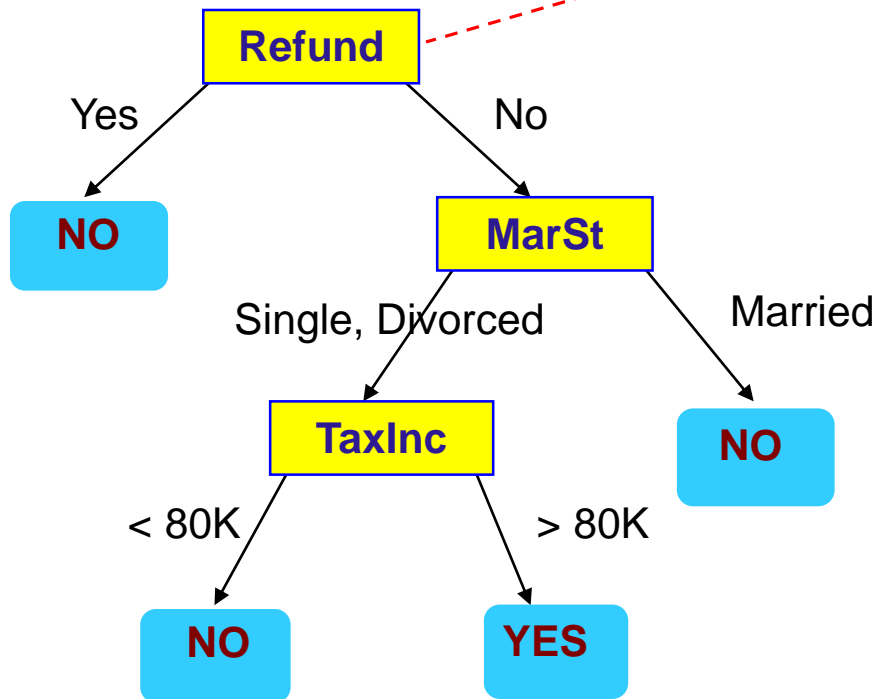 Refund
Yes
No
NO
MarSt
Single, Divorced
Married
TaxInc
NO
< 80K
> 80K
NO
YES